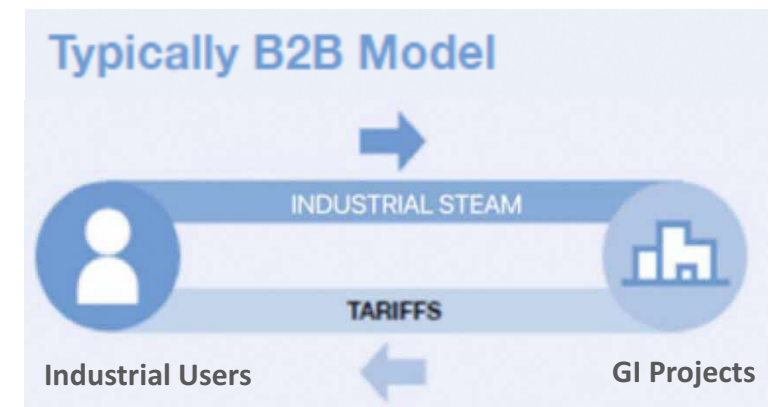 Typically B2B Model
INDUSTRIAL STEAM
TARIFFS
Industrial Users
GI Projects